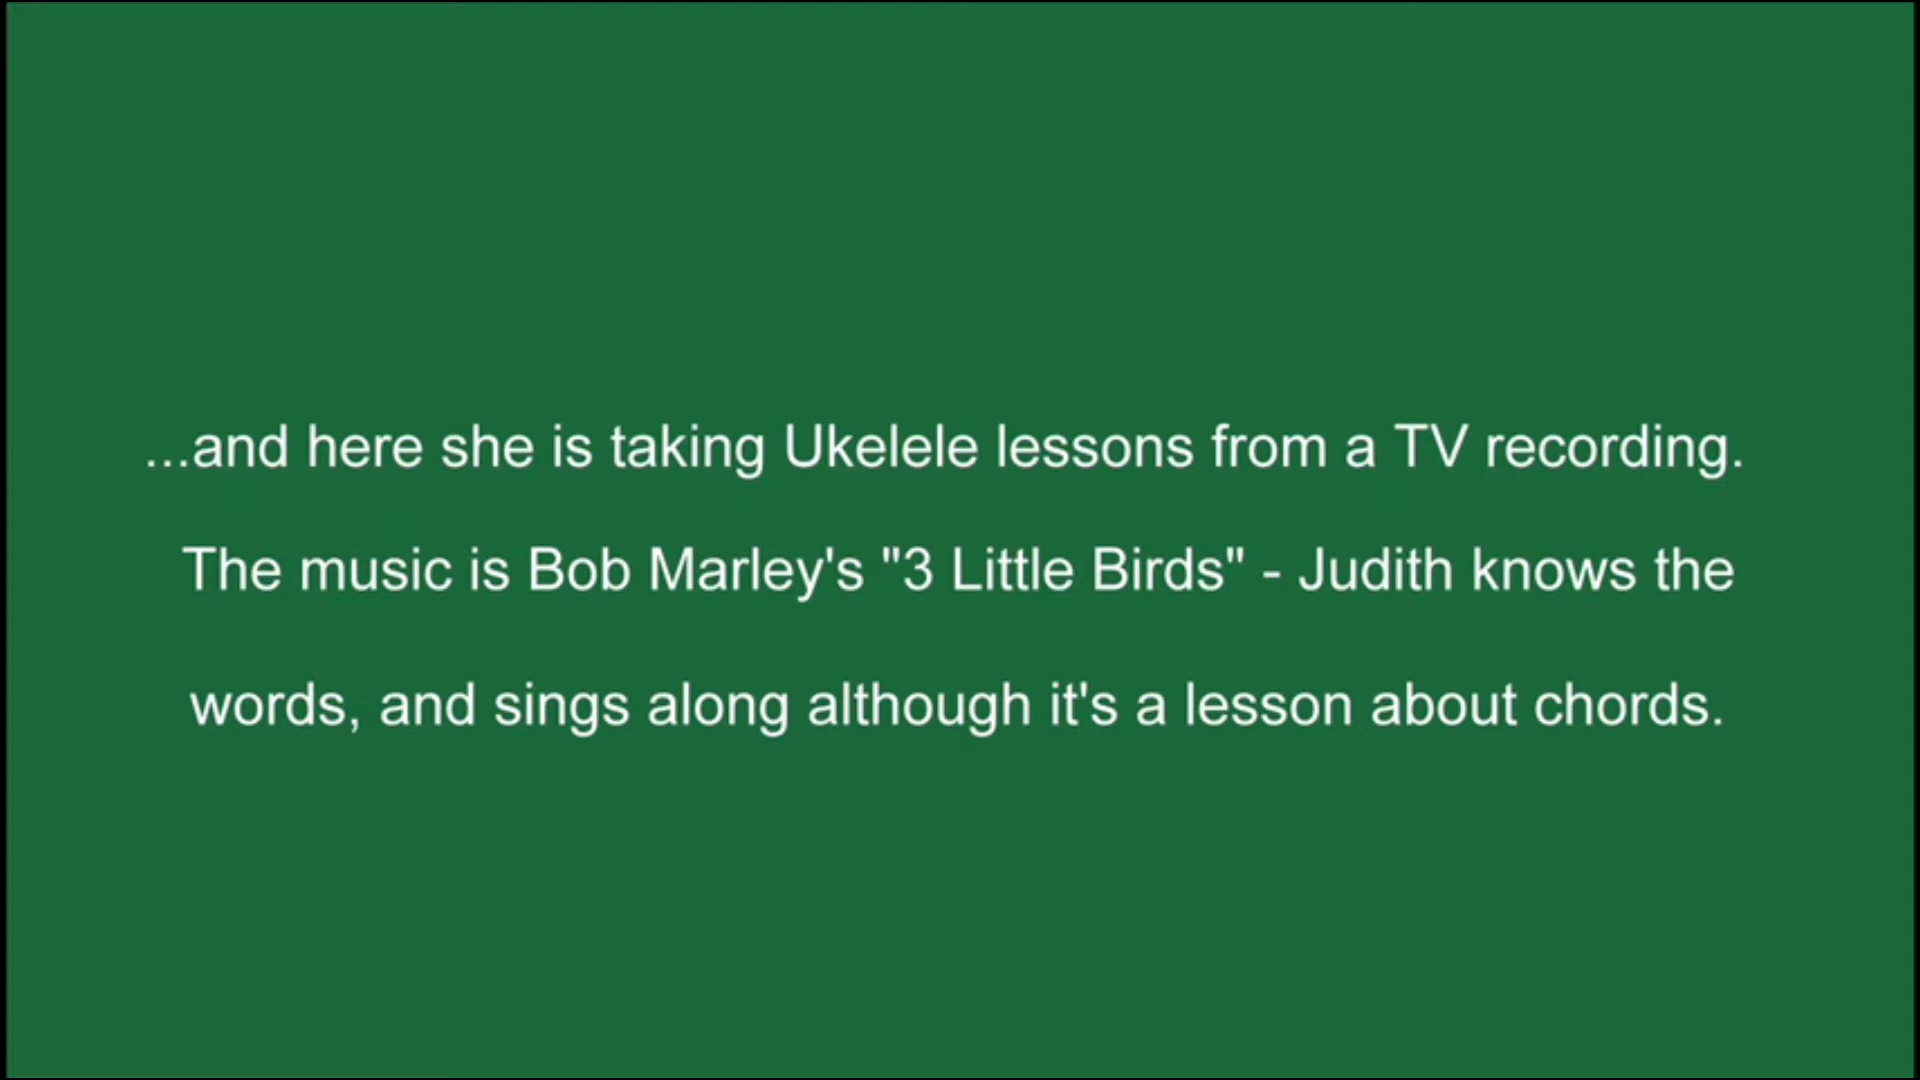 ...and here she is taking Ukelele lessons from a TV recording.
The music is Bob Marley's "3 Little Birds" - Judith knows the
words, and sings along although it's a lesson about chords.